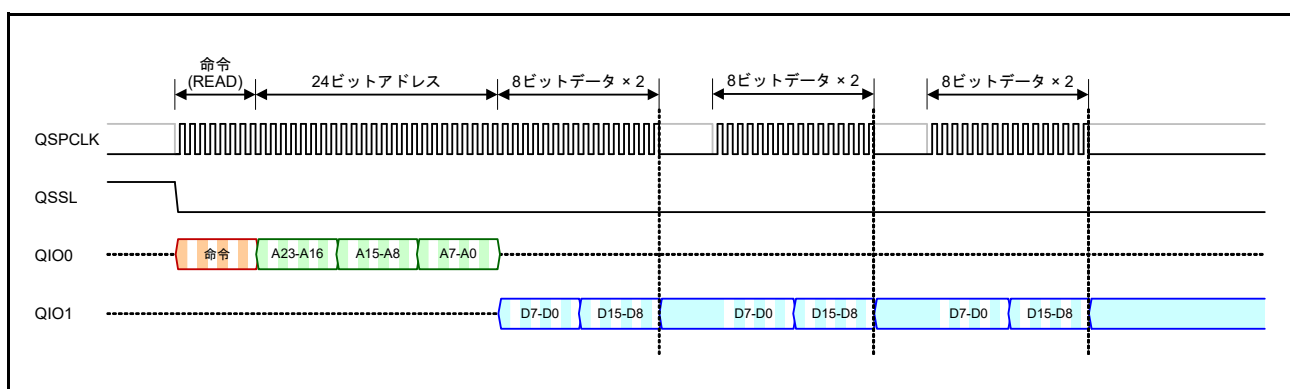 命令
(READ)
24ビットアドレス
8ビットデータ × 2
8ビットデータ × 2
8ビットデータ × 2
QSPCLK
QSSL
QIO0
命令
A23-A16
A15-A8
A7-A0
QIO1
D7-D0
D15-D8
D7-D0
D15-D8
D7-D0
D15-D8